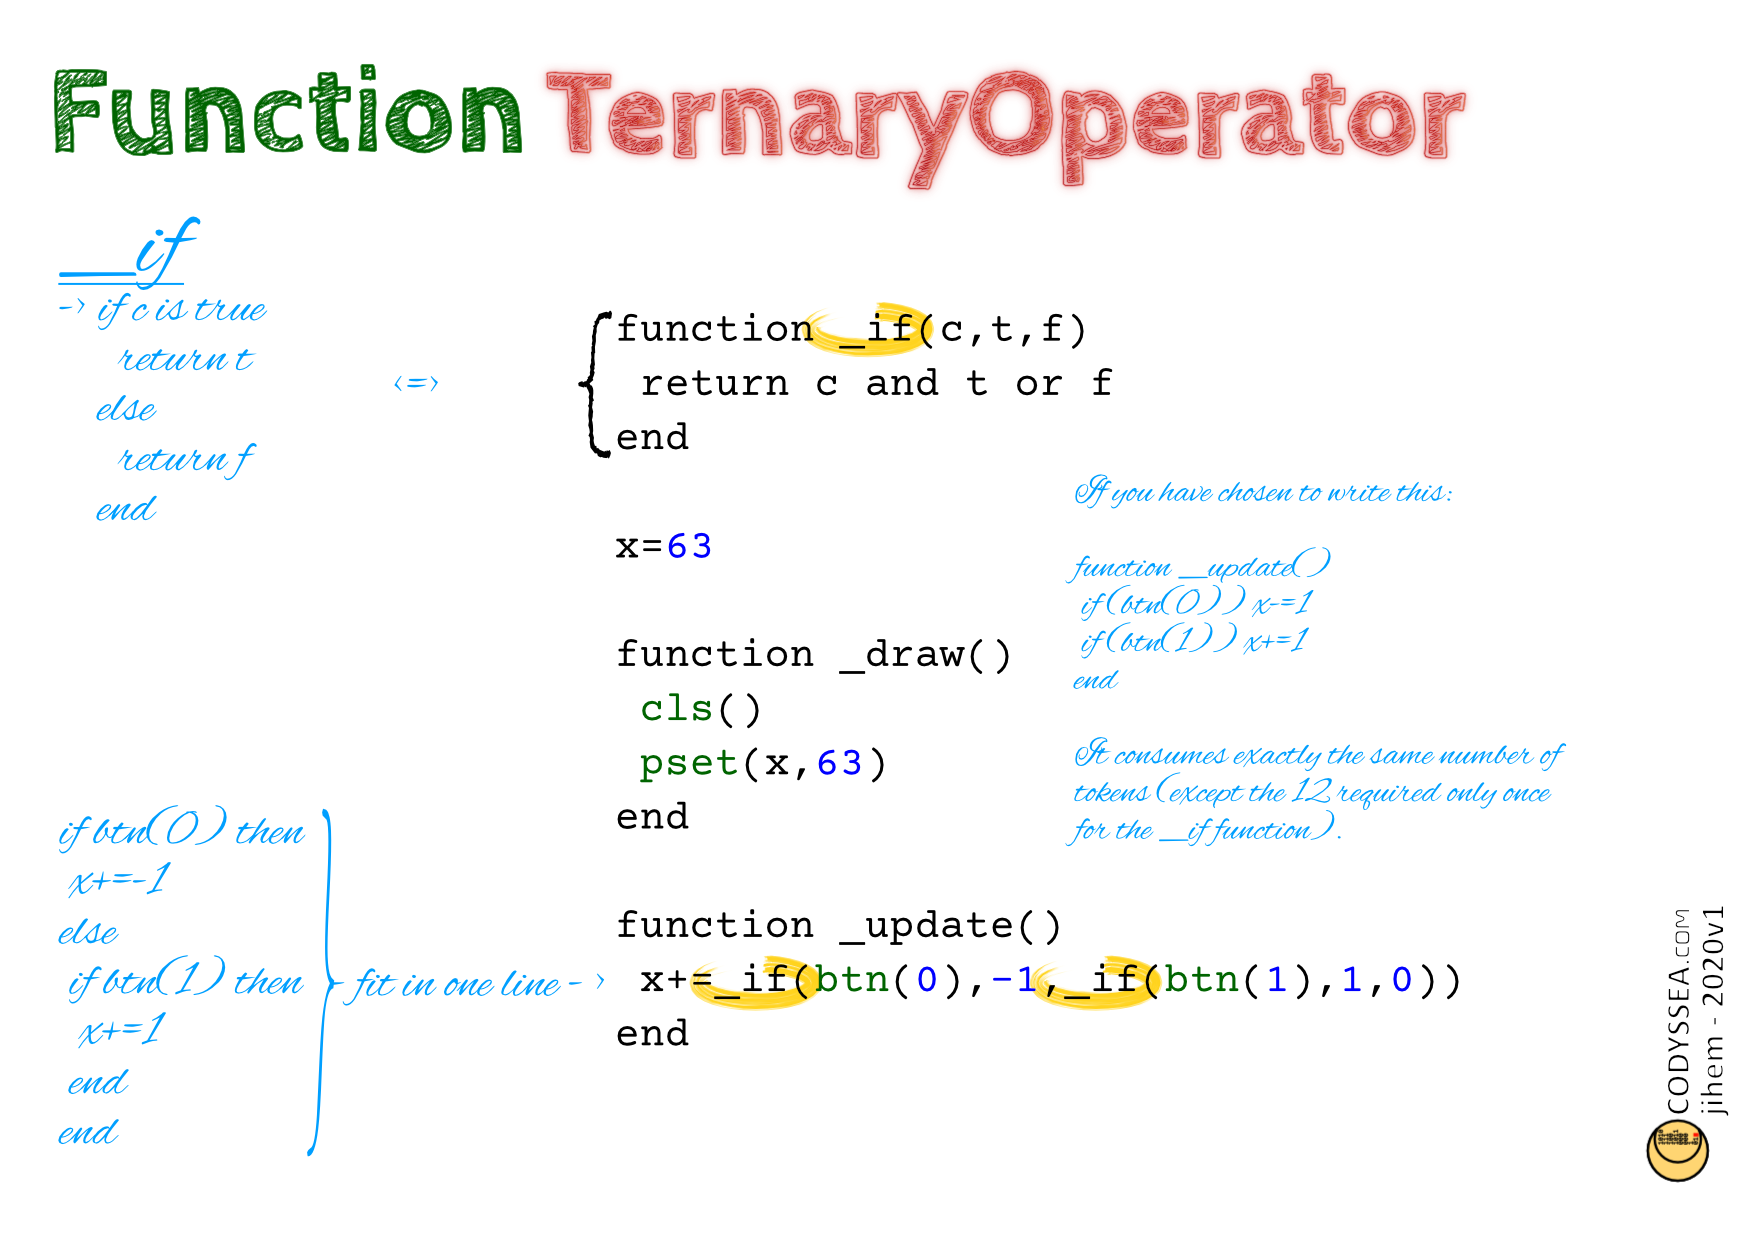 Function TernaryOperator
_if
-> if c is true
return t
else
return f
end
<=>
function _if(c,t,f)
return c and t or f
end
x=63
function _draw()
cls()
pset(x,63)
end
If you have chosen to write this:
function _update()
if (btn(0)) x-=1
if (btn(1)) x+=1
end
It consumes exactly the same number of
tokens (except the 12 required only once
for the _if function).
if btn(0) then
x+=-1
else
if btn(1) then
x+=1
end
end
fit in one line - >
function _update()
x+=_if(btn(0),-1,_if(btn(1),1,0))
end
CODYSSEA.COM
jihem - 2020v1